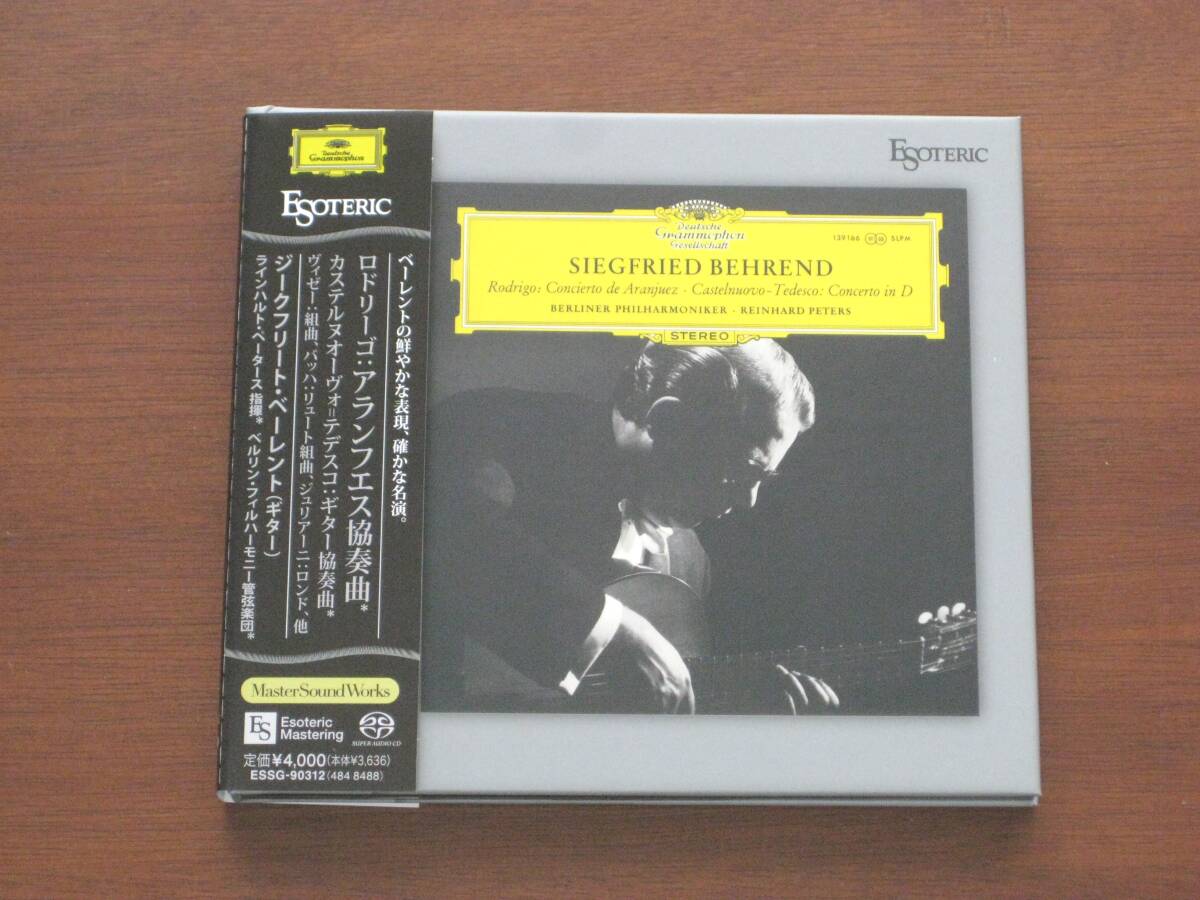 Deutsche
Grammophon
ESOTERIC
ベーレントの鮮やかな表現、確かな名演。
ロドリーゴ:アランフエス協奏曲*
カステルヌオーヴォ=テデスコ:ギター協奏曲*
ヴィゼー:組曲、バッハ:リュート組曲、ジュリアーニ:ロンド、他
ジークフリート・ベーレント(ギター)
ラインハルト・ペータース指揮* ベルリン・フィルハーモニー管弦楽団*
MasterSoundWorks
ES
Esoteric
Mastering
SUPER AUDIO CD
定価¥4,000(本体¥3,636)
ESSG-90312(484 8488)
ESOTERIC
Deutsche
Grammophon
Gesellschaft
139166
SLPM
SIEGFRIED BEHREND
Rodrigo: Concierto de Aranjuez · Castelnuovo-Tedesco: Concerto in D
BERLINER PHILHARMONIKER · REINHARD PETERS
STEREO